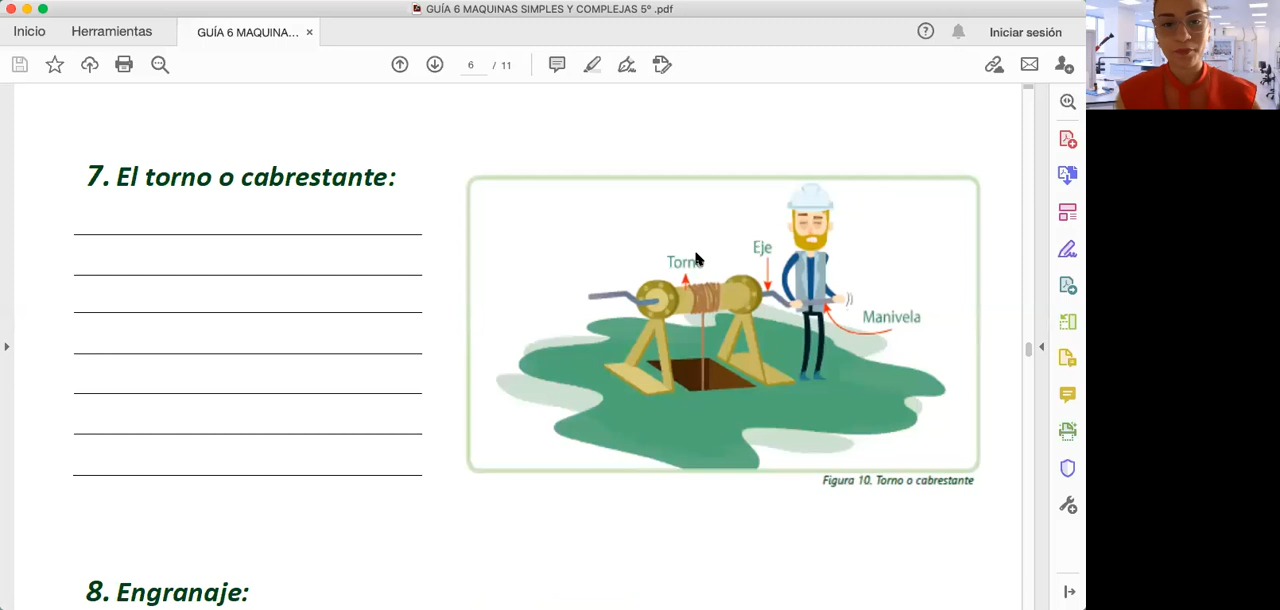 GUÍA 6 MAQUINAS SIMPLES Y COMPLEJAS 5º .pdf
Inicio
Herramientas
GUÍA 6 MAQUINA... ×
Iniciar sesión
6 / 11
7. El torno o cabrestante:
Torno
Eje
Manivela
Figura 10. Torno o cabrestante
8. Engranaje: